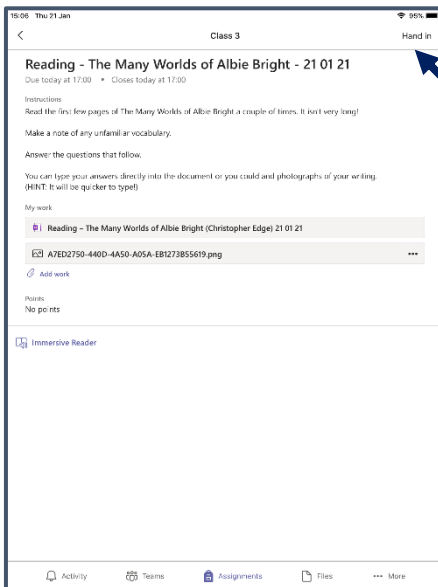 15:06 Thu 21 Jan 95%
Class 3 Hand in
Reading - The Many Worlds of Albie Bright - 21 01 21
Due today at 17:00 • Closes today at 17:00
Instructions
Read the first few pages of The Many Worlds of Albie Bright a couple of times. It isn't very long!
Make a note of any unfamiliar vocabulary.
Answer the questions that follow.
You can type your answers directly into the document or you could and photographs of your writing.
(HINT: It will be quicker to type!)
My work
Reading - The Many Worlds of Albie Bright (Christopher Edge) 21 01 21
A7ED2750-440D-4A50-A05A-EB1273B55619.png •••
Add work
Points
No points
Immersive Reader
Activity Teams Assignments Files ••• More